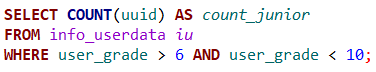 SELECT COUNT(uuid) AS count_junior
FROM info_userdata iu
WHERE user_grade > 6 AND user_grade < 10;